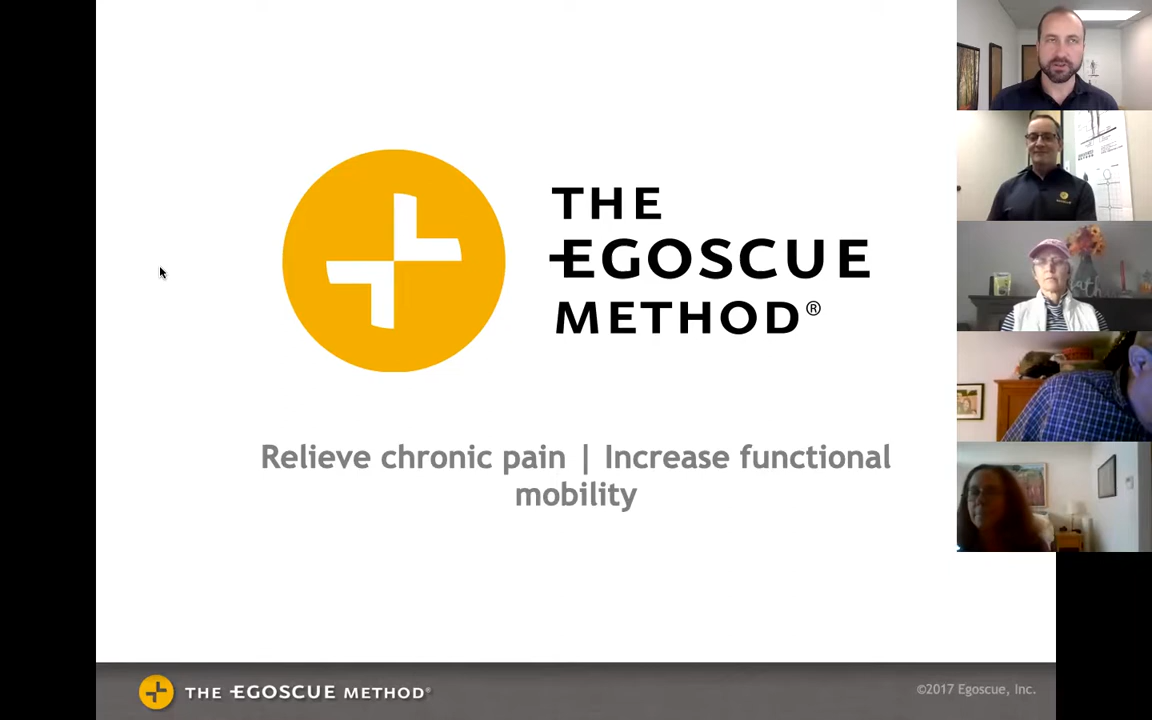 THE
EGOSCUE
METHOD®
Relieve chronic pain | Increase functional
mobility
THE EGOSCUE METHOD®
©2017 Egoscue, Inc.